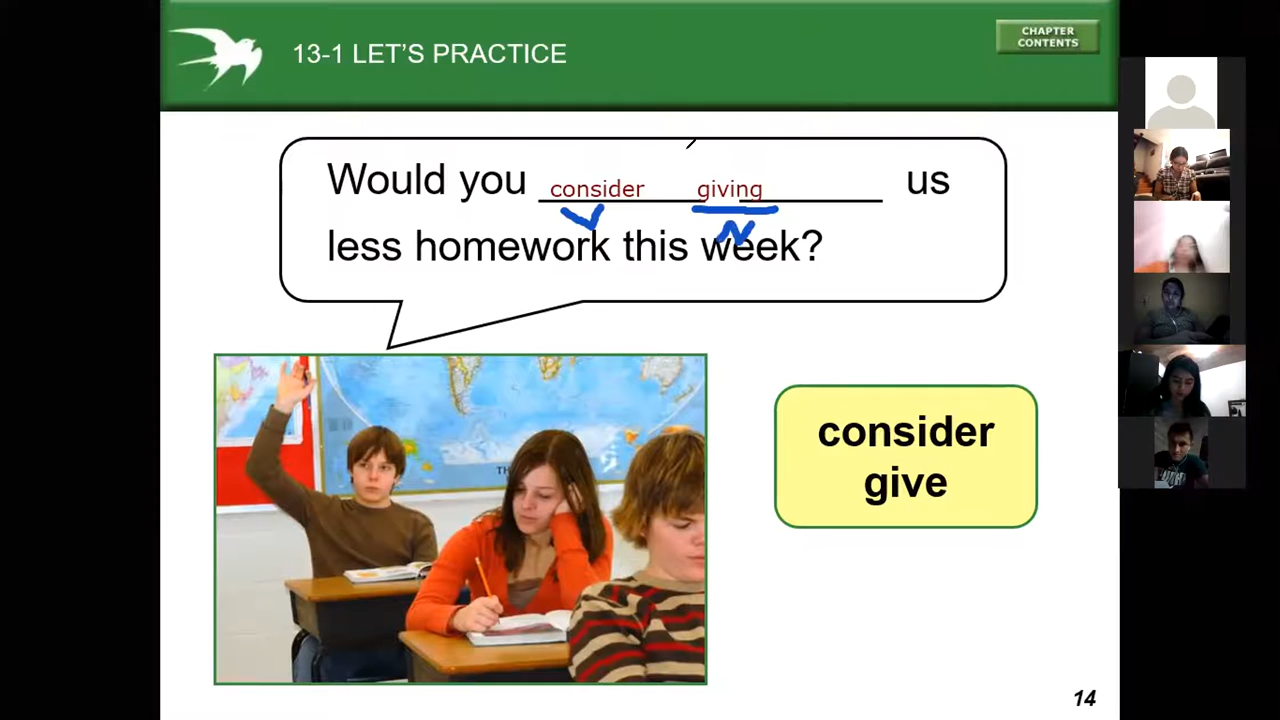 13-1 LET'S PRACTICE
CHAPTER
CONTENTS
Would you consider giving us
V
N
less homework this week?
consider
give
14